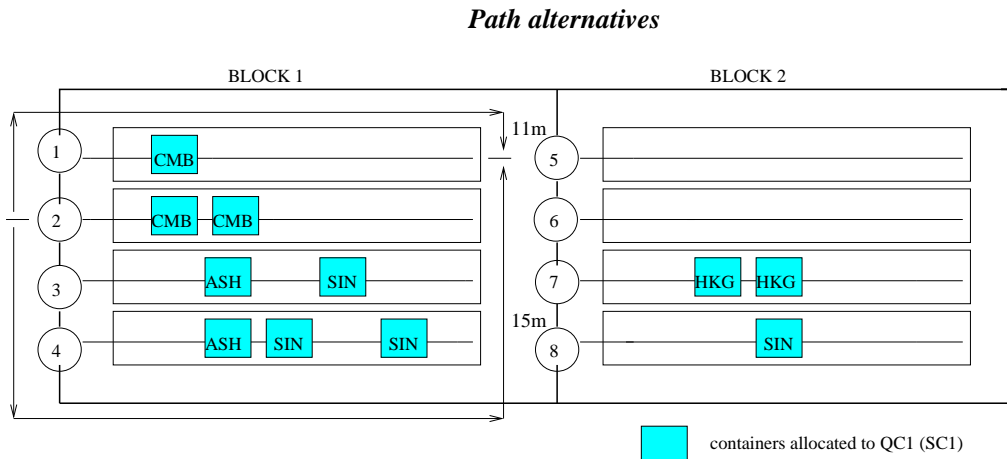 Path alternatives
BLOCK 1
BLOCK 2
11m
1
CMB
5
2
CMB
CMB
6
3
ASH
SIN
7
HKG
HKG
15m
4
ASH
SIN
SIN
8
SIN
containers allocated to QC1 (SC1)